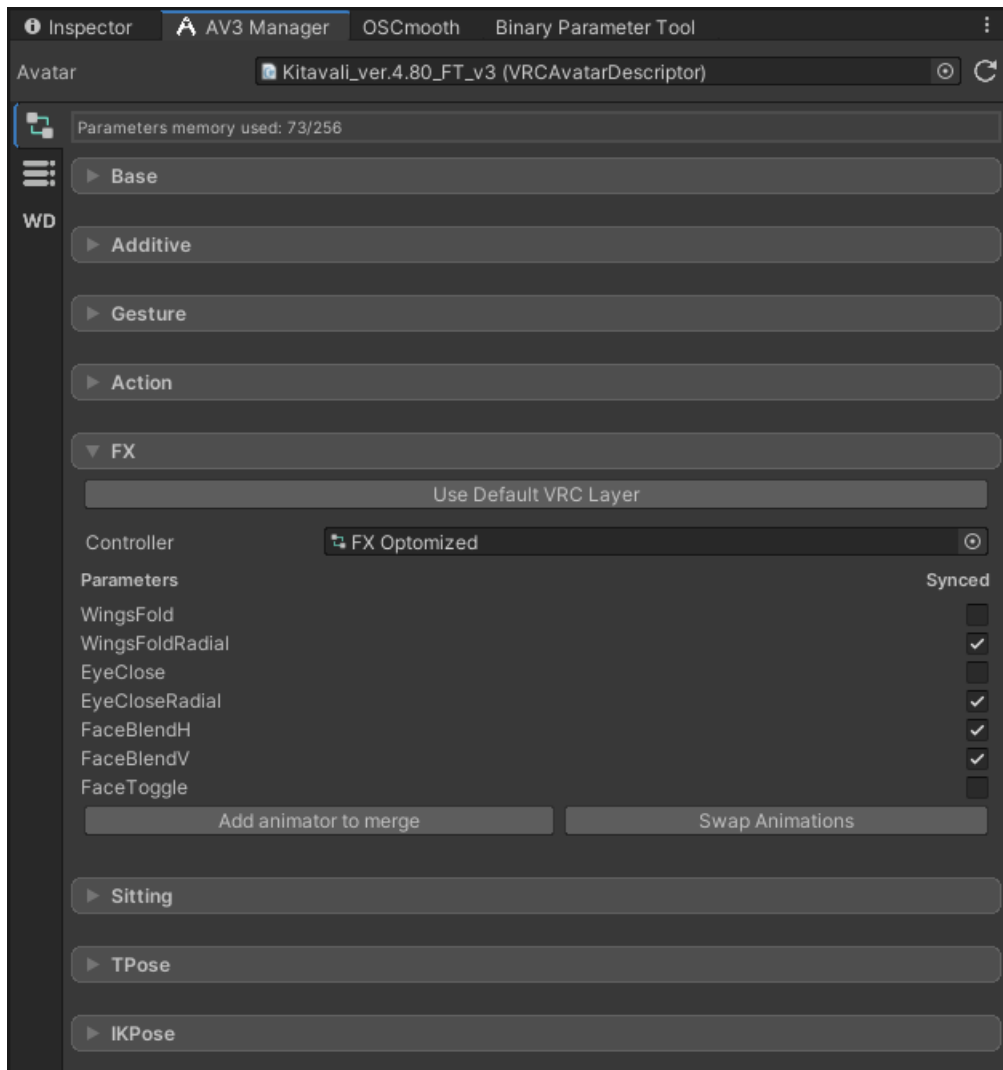 Inspector AV3 Manager OSCmooth Binary Parameter Tool
Avatar Kitavali_ver.4.80_FT_v3 (VRCAvatarDescriptor)
Parameters memory used: 73/256
Base
WD
Additive
Gesture
Action
FX
Use Default VRC Layer
Controller FX Optomized
Parameters Synced
WingsFold
WingsFoldRadial
EyeClose
EyeCloseRadial
FaceBlendH
FaceBlendV
FaceToggle
Add animator to merge Swap Animations
Sitting
TPose
IKPose